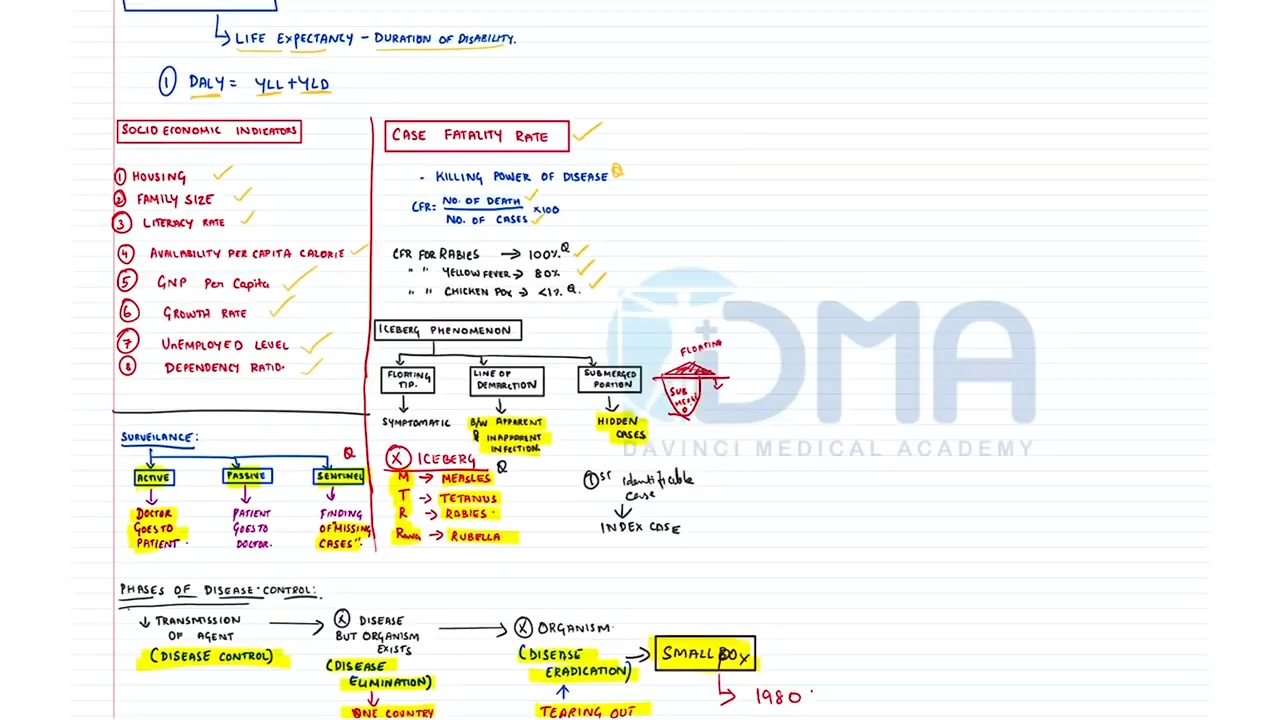 LIFE EXPECTANCY - DURATION OF DISABILITY.
① DALY = YLL + YLD
SOCIO ECONOMIC INDICATORS
① HOUSING
② FAMILY SIZE
③ LITERACY RATE
④ AVAILABILITY PER CAPITA CALORIE
⑤ GNP Per Capita
⑥ GROWTH RATE
⑦ UNEMPLOYED LEVEL
⑧ DEPENDENCY RATIO.
CASE FATALITY RATE
• KILLING POWER OF DISEASE Q
CFR = NO. OF DEATH / NO. OF CASES ×100
CFR FOR RABIES → 100% Q
" " YELLOW FEVER → 80%
" " CHICKEN POX → <1% Q.
ICEBERG PHENOMENON
FLOATING TIP.
LINE OF DEMARCTION
SUBMERGED PORTION
SYMPTOMATIC
B/W APPARENT & INAPPARENT INFECTION.
HIDDEN CASES
FLOATING
SUB MERGED
DMA
DAVINCI MEDICAL ACADEMY
SURVEILANCE:
Q
ACTIVE
PASSIVE
SENTINEL
DOCTOR GOES TO PATIENT.
PATIENT GOES TO DOCTOR.
FINDING OF "MISSING CASES".
Ⓧ ICEBERG Q
M → MEASLES
T → TETANUS
R → RABIES.
→ RUBELLA
①ST identifiable case
INDEX CASE
PHASES OF DISEASE CONTROL:
↓ TRANSMISSION OF AGENT
(DISEASE CONTROL)
Ⓧ DISEASE BUT ORGANISM EXISTS
(DISEASE ELIMINATION)
ONE COUNTRY
Ⓧ ORGANISM.
(DISEASE ERADICATION)
TEARING OUT
SMALL POX
1980